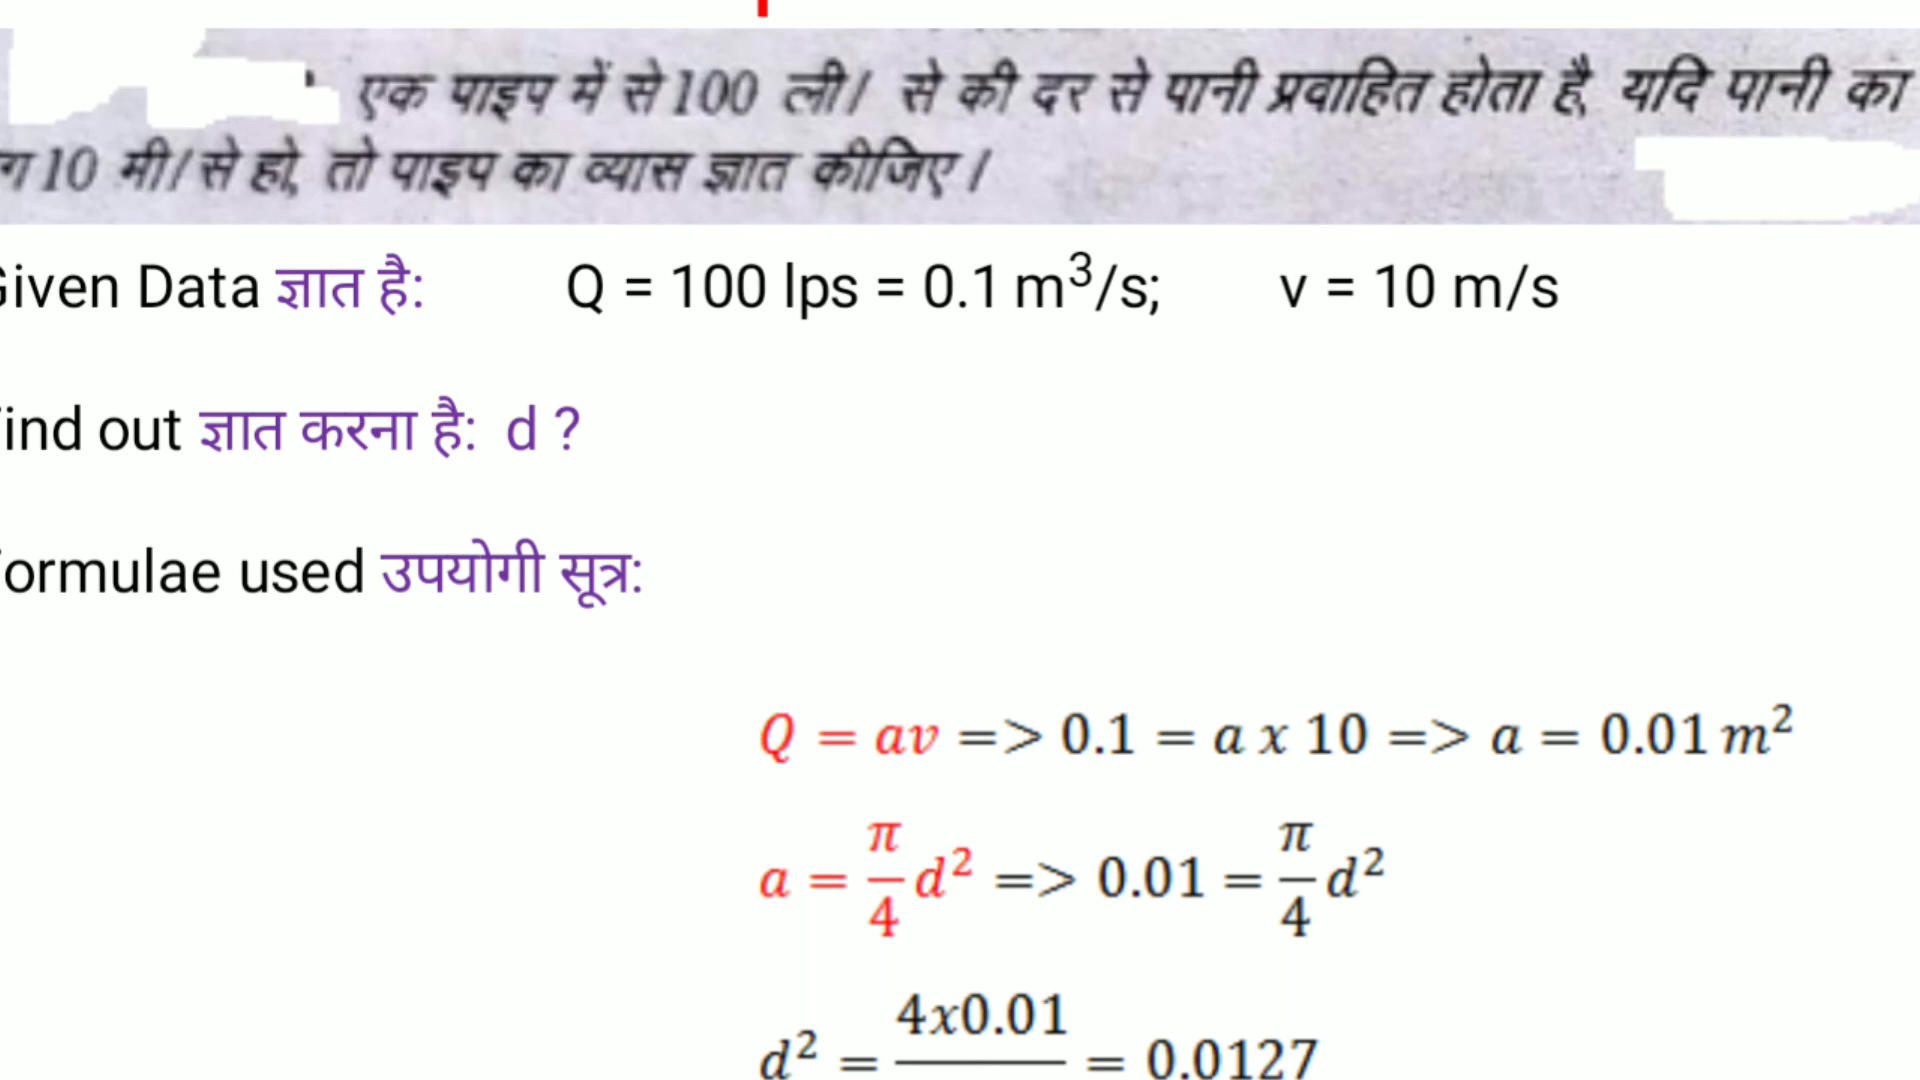 एक पाइप में से 100 ली/ से की दर से पानी प्रवाहित होता है, यदि पानी का
10 मी/से हो, तो पाइप का व्यास ज्ञात कीजिए।
Given Data ज्ञात है: Q = 100 lps = 0.1 m³/s; v = 10 m/s
ind out ज्ञात करना है: d ?
ormulae used उपयोगी सूत्र:
Q = av => 0.1 = a x 10 => a = 0.01 m²
a = π/4 d² => 0.01 = π/4 d²
d² = 4x0.01/ = 0.0127